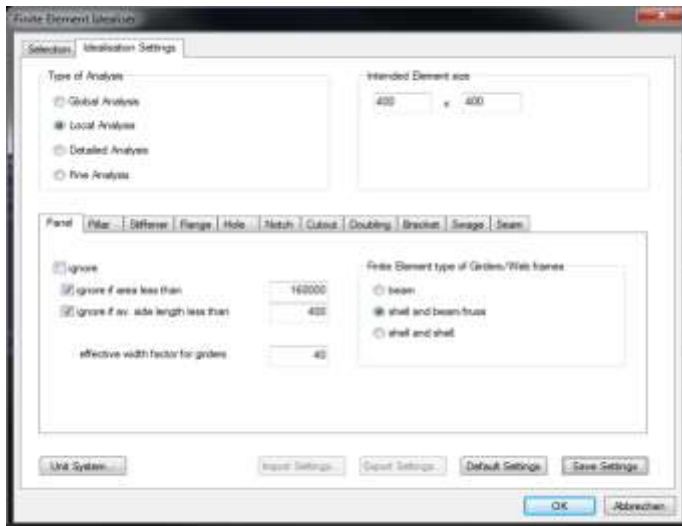 Finite Element Idealiser
Selection
Idealisation Settings
Type of Analysis
Global Analysis
Local Analysis
Detailed Analysis
Fine Analysis
Intended Element size
400 x 400
Panel
Pillar
Stiffener
Flange
Hole
Notch
Cutout
Doubling
Bracket
Swage
Seam
ignore
ignore if area less than 160000
ignore if av. side length less than 400
effective width factor for girders 40
Finite Element type of Girders/Web frames
beam
shell and beam/truss
shell and shell
Unit System...
Import Settings...
Export Settings...
Default Settings
Save Settings
OK
Abbrechen